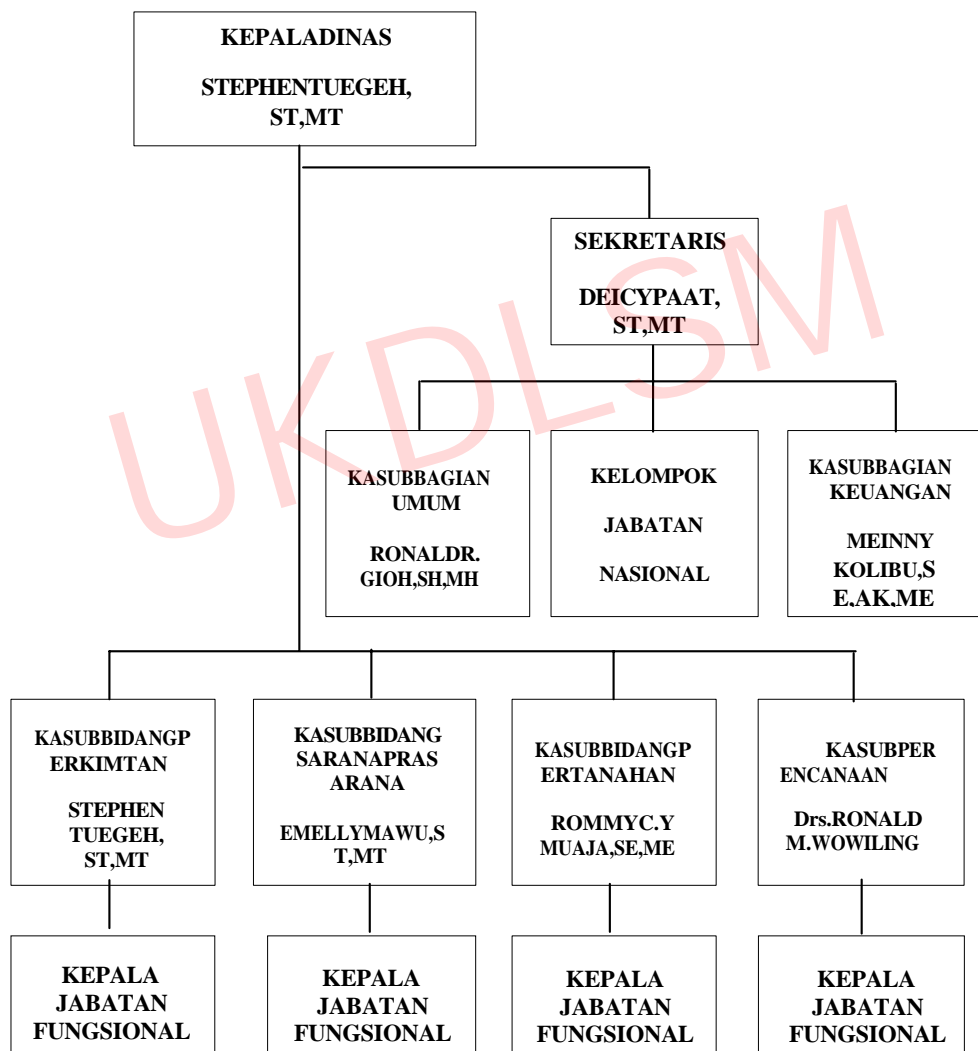 KEPALADINAS
STEPHENTUEGEH,
ST,MT
SEKRETARIS
DEICYPAAT,
ST,MT
UKDLSM
KASUBBAGIAN
UMUM
RONALDR.
GIOH,SH,MH
KELOMPOK
JABATAN
NASIONAL
KASUBBAGIAN
KEUANGAN
MEINNY
KOLIBU,S
E,AK,ME
KASUBBIDANGP
ERKIMTAN
STEPHEN
TUEGEH,
ST,MT
KASUBBIDANG
SARANAPRAS
ARANA
EMELLYMAWU,S
T,MT
KASUBBIDANGP
ERTANAHAN
ROMMYC.Y
MUAJA,SE,ME
KASUBPER
ENCANAAN
Drs.RONALD
M.WOWILING
KEPALA
JABATAN
FUNGSIONAL
KEPALA
JABATAN
FUNGSIONAL
KEPALA
JABATAN
FUNGSIONAL
KEPALA
JABATAN
FUNGSIONAL